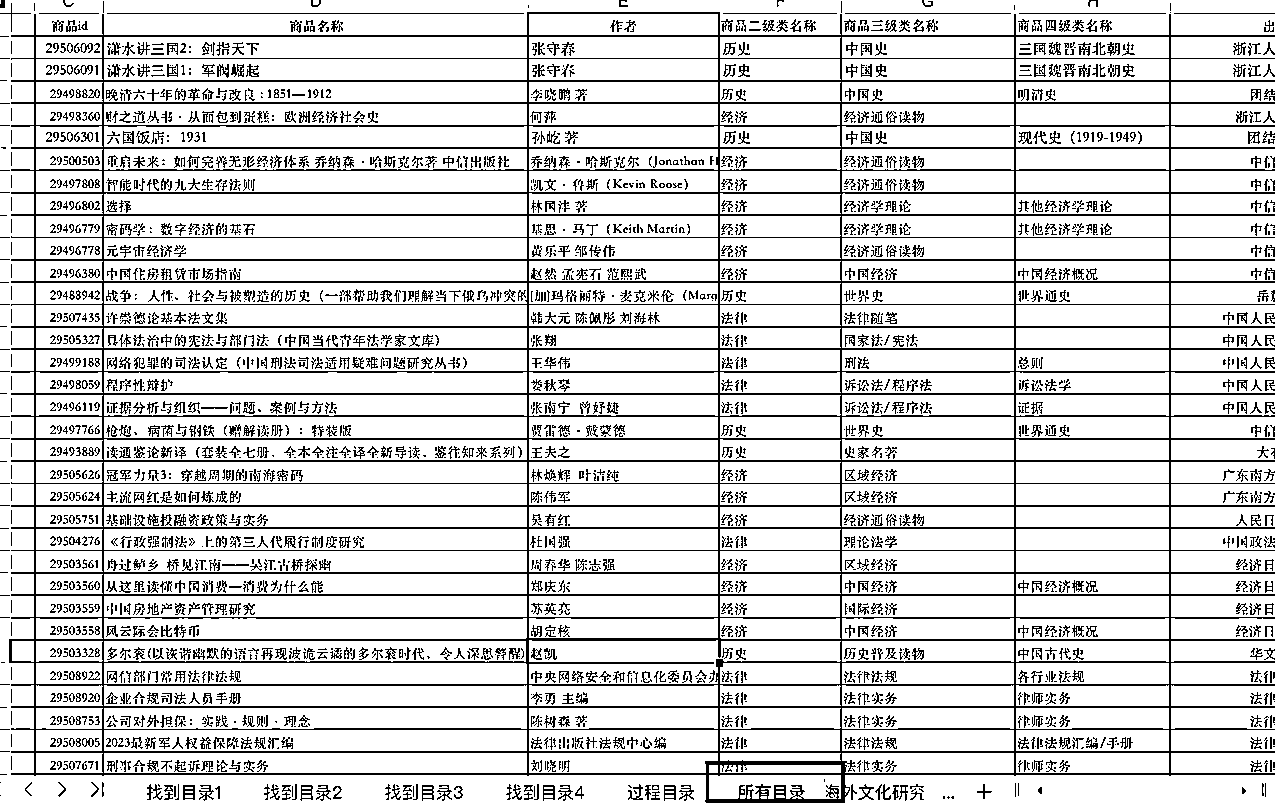 C D E F G H
商品id 商品名称 作者 商品二级类名称 商品三级类名称 商品四级类名称 出
29506092 潇水讲三国2：剑指天下 张守春 历史 中国史 三国魏晋南北朝史 浙江人
29506091 潇水讲三国1：军阀崛起 张守春 历史 中国史 三国魏晋南北朝史 浙江人
29498820 晚清六十年的革命与改良：1851—1912 李晓鹏 著 历史 中国史 明清史 团结
29498360 财之道丛书·从面包到蛋糕：欧洲经济社会史 何萍 经济 经济通俗读物 浙江人
29506301 六国饭店：1931 孙屹 著 历史 中国史 现代史（1919-1949） 团结
29500503 重启未来：如何完善无形经济体系 乔纳森·哈斯克尔著 中信出版社 乔纳森·哈斯克尔（Jonathan H 经济 经济通俗读物 中信
29497808 智能时代的九大生存法则 凯文·鲁斯（Kevin Roose） 经济 经济通俗读物 中信
29496802 选择 林国沣 著 经济 经济学理论 其他经济学理论 中信
29496779 密码学：数字经济的基石 基思·马丁（Keith Martin） 经济 经济学理论 其他经济学理论 中信
29496778 元宇宙经济学 黄乐平 邹传伟 经济 经济通俗读物 中信
29496380 中国住房租赁市场指南 赵然 孟宪石 范熙武 经济 中国经济 中国经济概况 中信
29488942 战争：人性、社会与被塑造的历史（一部帮助我们理解当下俄乌冲突的 [加]玛格丽特·麦克米伦（Marg 历史 世界史 世界通史 岳麓
29507435 许崇德论基本法文集 韩大元 陈佩彤 刘海林 法律 法律随笔 中国人民
29505327 具体法治中的宪法与部门法（中国当代青年法学家文库） 张翔 法律 国家法/宪法 中国人民
29499188 网络犯罪的司法认定（中国刑法司法适用疑难问题研究丛书） 王华伟 法律 刑法 总则 中国人民
29498059 程序性辩护 娄秋琴 法律 诉讼法/程序法 诉讼法学 中国人民
29496119 证据分析与组织——问题、案例与方法 张南宁 曾妤婕 法律 诉讼法/程序法 证据 中国人民
29497766 枪炮、病菌与钢铁（赠解读册）：特装版 贾雷德·戴蒙德 历史 世界史 世界通史 中信
29493889 读通鉴论新译（套装全七册，全本全注全译全新导读，鉴往知来系列） 王夫之 历史 史家名著 大有
29505626 冠军力量3：穿越周期的南海密码 林焕辉 叶洁纯 经济 区域经济 广东南方
29505624 主流网红是如何炼成的 陈伟军 经济 区域经济 广东南方
29505751 基础设施投融资政策与实务 吴有红 经济 经济通俗读物 人民日
29504276 《行政强制法》上的第三人代履行制度研究 杜国强 法律 理论法学 中国政法
29503561 舟过鲈乡 桥见江南——吴江古桥探幽 周春华 陈志强 经济 区域经济 经济日
29503560 从这里读懂中国消费—消费为什么能 郑庆东 经济 中国经济 中国经济概况 经济日
29503559 中国房地产资产管理研究 苏英亮 经济 国际经济 经济日
29503558 风云际会比特币 胡定核 经济 中国经济 中国经济概况 经济日
29503328 多尔衮(以诙谐幽默的语言再现波诡云谲的多尔衮时代、令人深思警醒) 赵凯 历史 历史普及读物 中国古代史 华文
29508922 网信部门常用法律法规 中央网络安全和信息化委员会办 法律 法律法规 各行业法规 法律
29508920 企业合规司法人员手册 李勇 主编 法律 法律实务 律师实务 法律
29508753 公司对外担保：实践·规则·理念 陈树森 著 法律 法律实务 律师实务 法律
29508005 2023最新军人权益保障法规汇编 法律出版社法规中心编 法律 法律法规 法律法规汇编/手册 法律
29507671 刑事合规不起诉理论与实务 刘晓明 法律 法律实务 律师实务 法律
找到目录1 找到目录2 找到目录3 找到目录4 过程目录 所有目录 海外文化研究 ... +